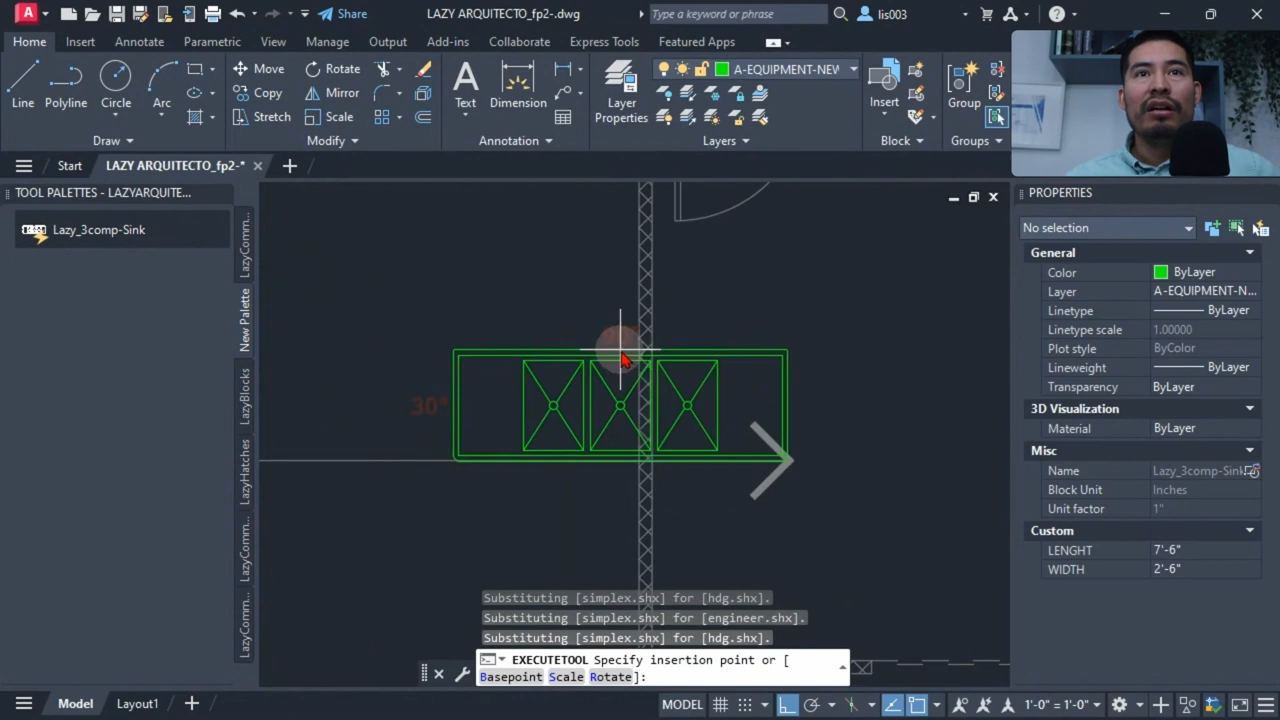 A
Share
LAZY ARQUITECTO_fp2-.dwg
Type a keyword or phrase
lis003
Home Insert Annotate Parametric View Manage Output Add-ins Collaborate Express Tools Featured Apps
Line
Polyline
Circle
Arc
Move
Copy
Stretch
Rotate
Mirror
Scale
Text
Dimension
Layer
Properties
A-EQUIPMENT-NEW
Insert
Group
Draw
Modify
Annotation
Layers
Block
Groups
Start
LAZY ARQUITECTO_fp2-*
TOOL PALETTES - LAZYARQUITE...
Lazy_3comp-Sink
LazyComm...
New Palette
LazyBlocks
LazyHatches
LazyComm...
LazyComm...
30"
PROPERTIES
No selection
General
Color ByLayer
Layer A-EQUIPMENT-N...
Linetype ByLayer
Linetype scale 1.00000
Plot style ByColor
Lineweight ByLayer
Transparency ByLayer
3D Visualization
Material ByLayer
Misc
Name Lazy_3comp-Sink
Block Unit Inches
Unit factor 1"
Custom
LENGHT 7'-6"
WIDTH 2'-6"
Substituting [simplex.shx] for [hdg.shx].
Substituting [simplex.shx] for [engineer.shx].
Substituting [simplex.shx] for [hdg.shx].
EXECUTETOOL Specify insertion point or [
Basepoint Scale Rotate]:
Model Layout1
MODEL
1'-0" = 1'-0"